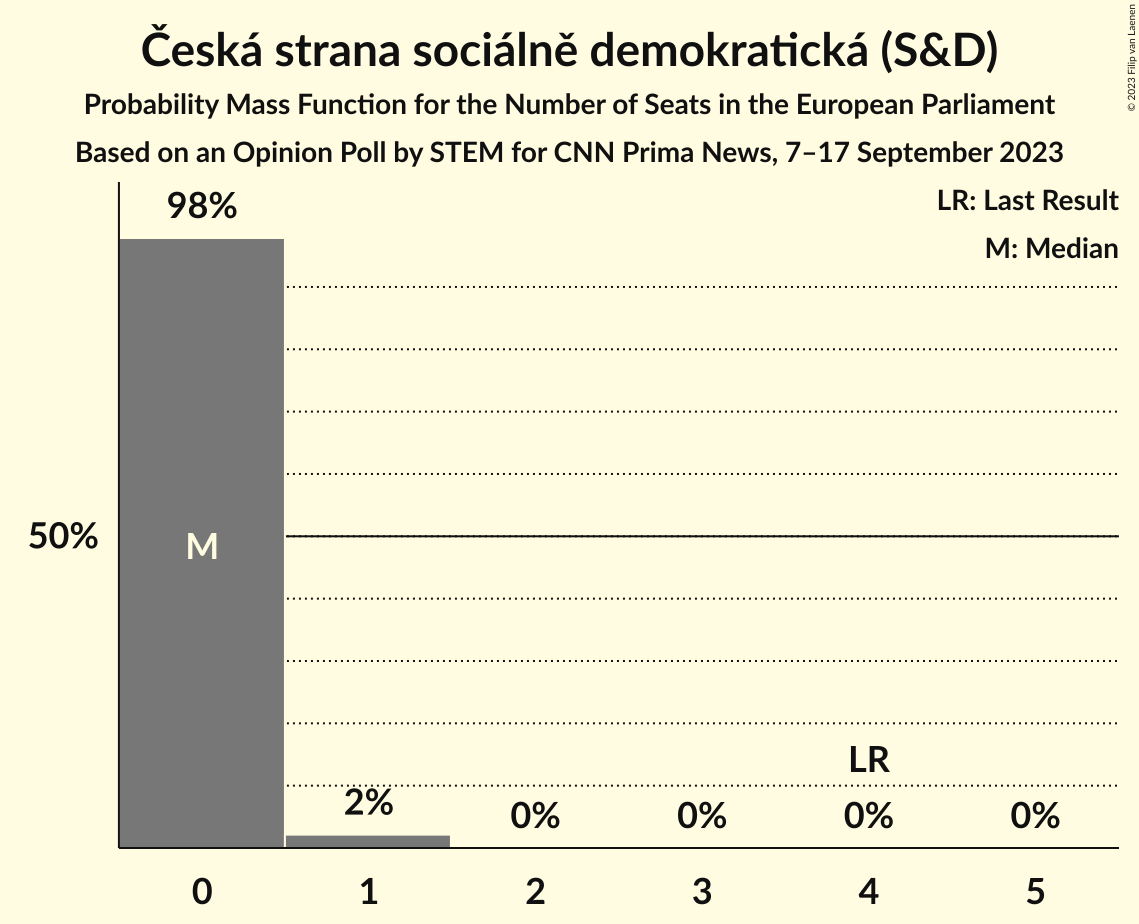 Česká strana sociálně demokratická (S&D)
Probability Mass Function for the Number of Seats in the European Parliament
Based on an Opinion Poll by STEM for CNN Prima News, 7–17 September 2023
© 2023 Filip van Laenen
LR: Last Result
M: Median
98%
50%
M
LR
2%
0%
0%
0%
0%
0
1
2
3
4
5